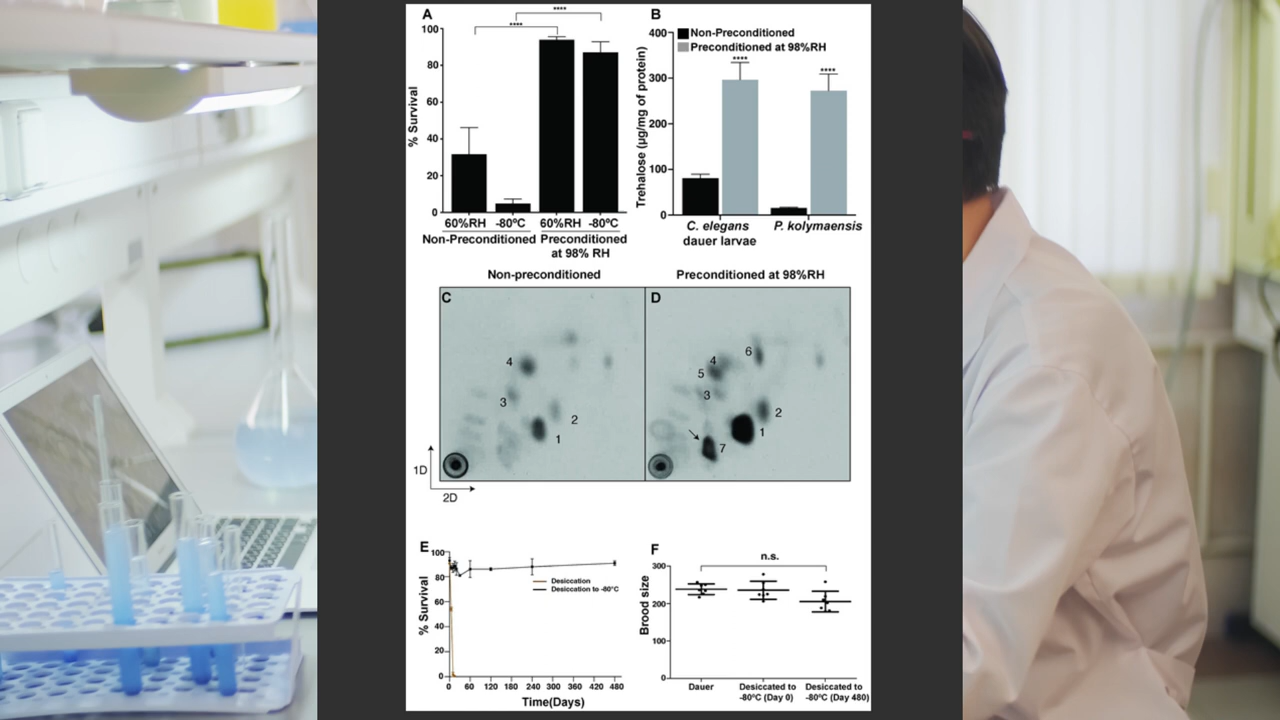 A
****
****
100
80
60
40
20
0
% Survival
60%RH -80ºC 60%RH -80ºC
Non-Preconditioned Preconditioned
at 98% RH
B
Non-Preconditioned
Preconditioned at 98%RH
400
300
200
100
0
Trehalose (µg/mg of protein)
****
****
C. elegans
dauer larvae
P. kolymaensis
Non-preconditioned
Preconditioned at 98%RH
C
4
3
2
1
1D
2D
D
6
4
5
3
2
1
7
E
100
80
60
40
20
0
% Survival
Desiccation
Desiccation to -80°C
0 60 120 180 240 300 360 420 480
Time(Days)
F
n.s.
300
200
100
0
Brood size
Dauer
Desiccated to
-80ºC (Day 0)
Desiccated to
-80ºC (Day 480)